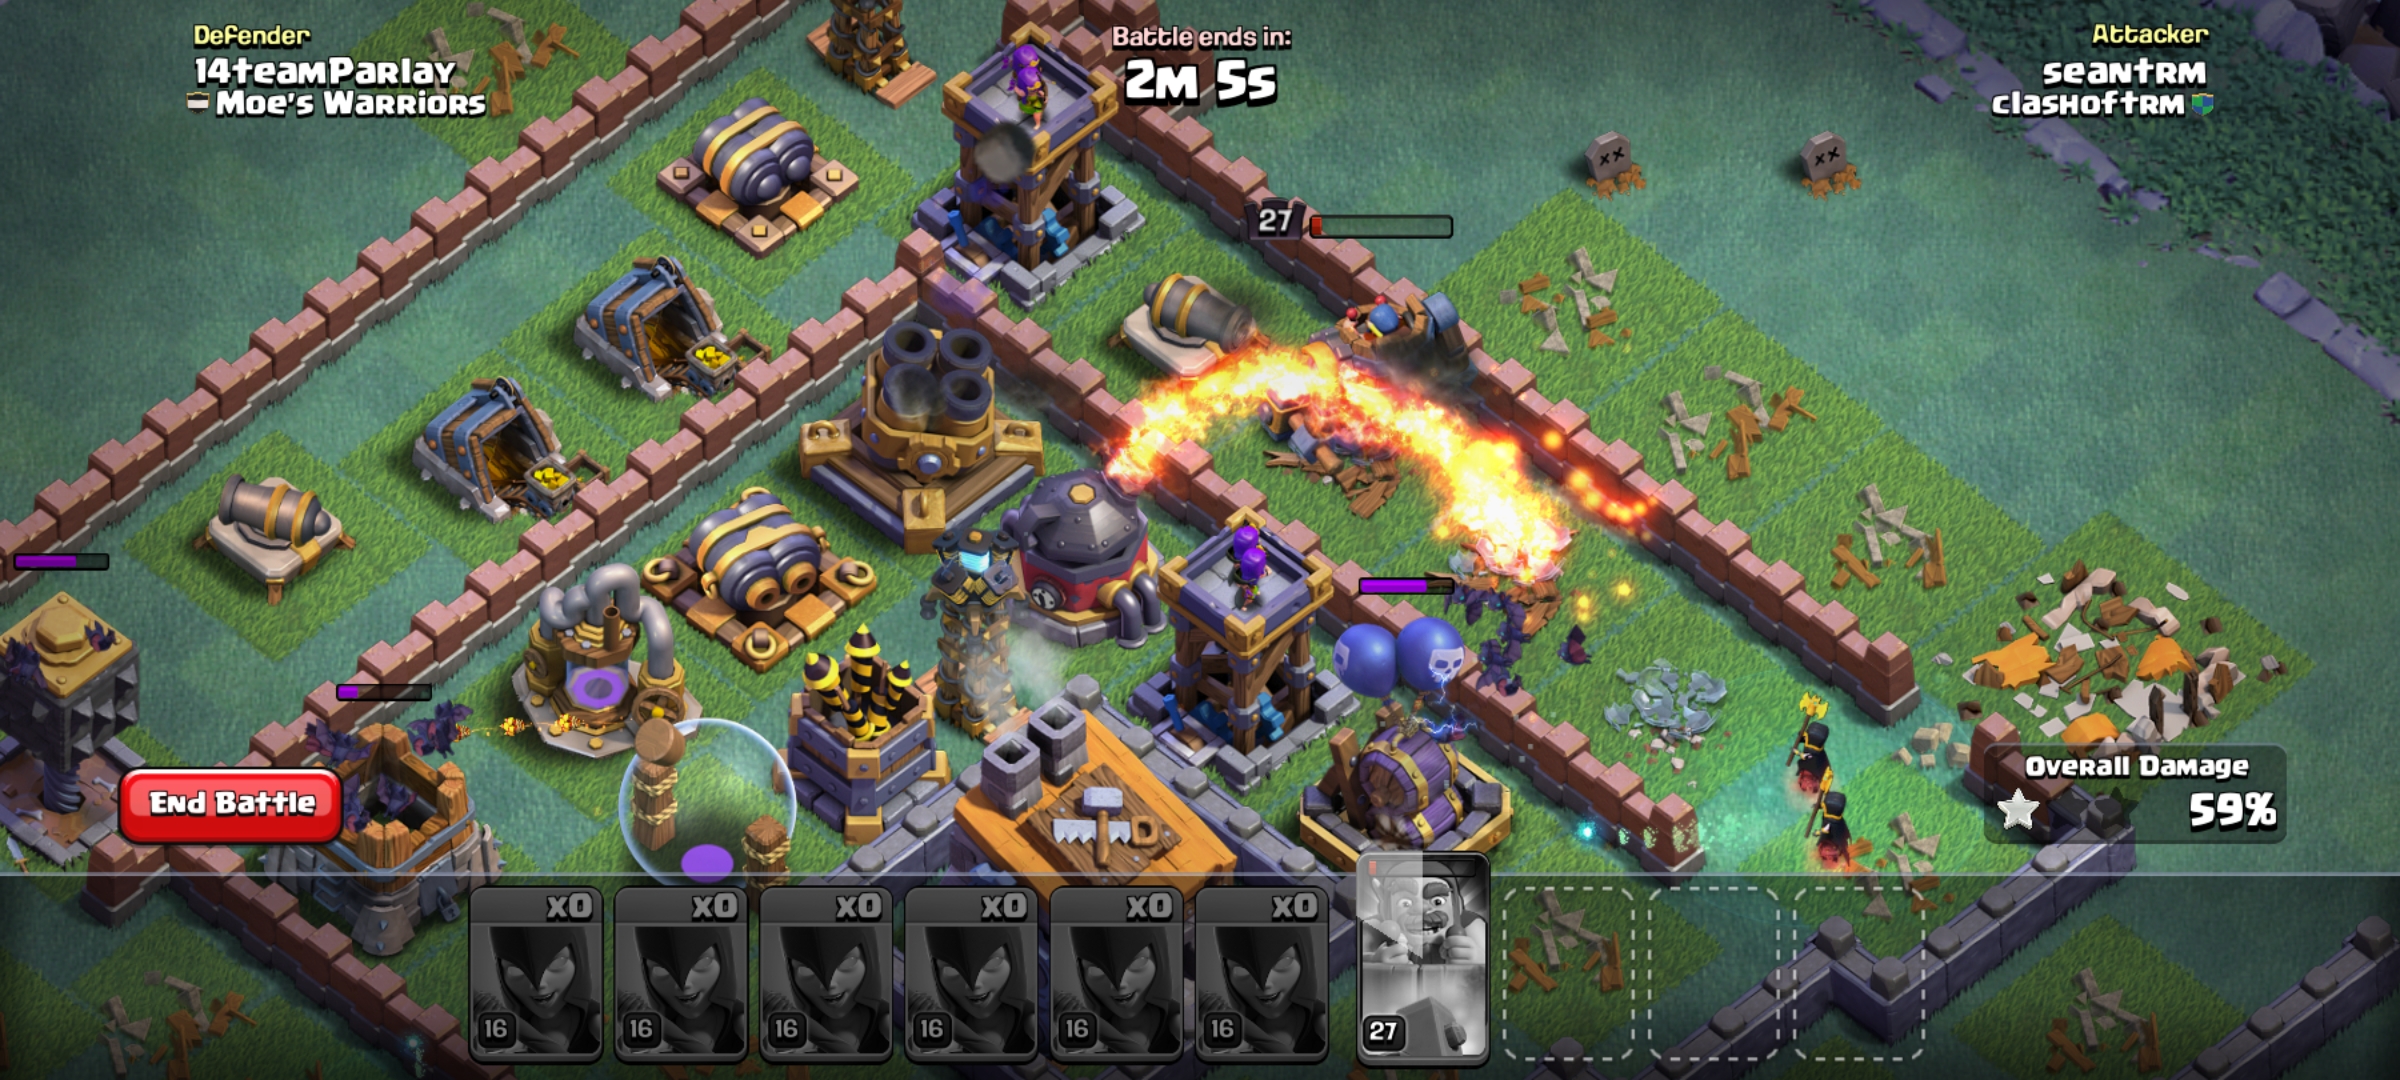 Defender
14teamParlay
Moe's Warriors
Battle ends in:
2m 5s
Attacker
seantrm
clashoftrm
27
End Battle
Overall Damage
59%
x0
x0
x0
x0
x0
x0
16
16
16
16
16
16
27